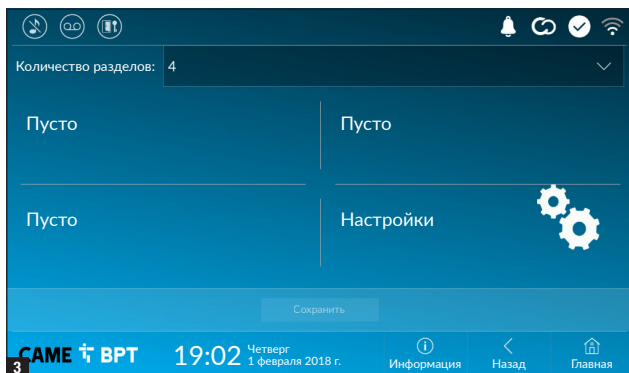 Количество разделов: 4
Пусто
Пусто
Пусто
Настройки
Сохранить
3
CAME BPT
19:02
Четверг
1 февраля 2018 г.
Информация
Назад
Главная